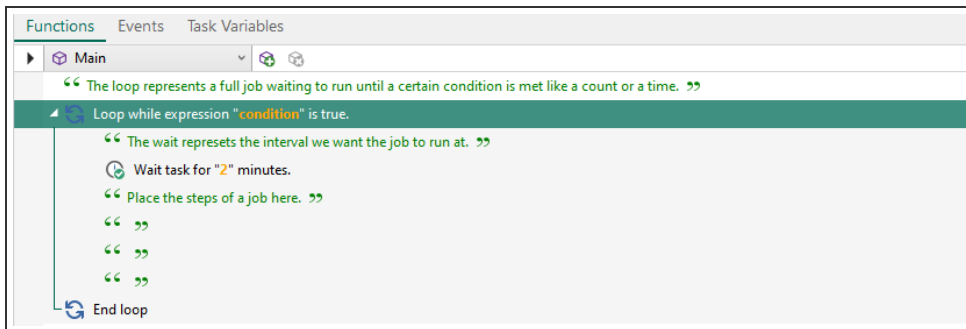 Functions Events Task Variables
Main
“ The loop represents a full job waiting to run until a certain condition is met like a count or a time. ”
Loop while expression "condition" is true.
“ The wait represets the interval we want the job to run at. ”
Wait task for "2" minutes.
“ Place the steps of a job here. ”
“ ”
“ ”
“ ”
End loop